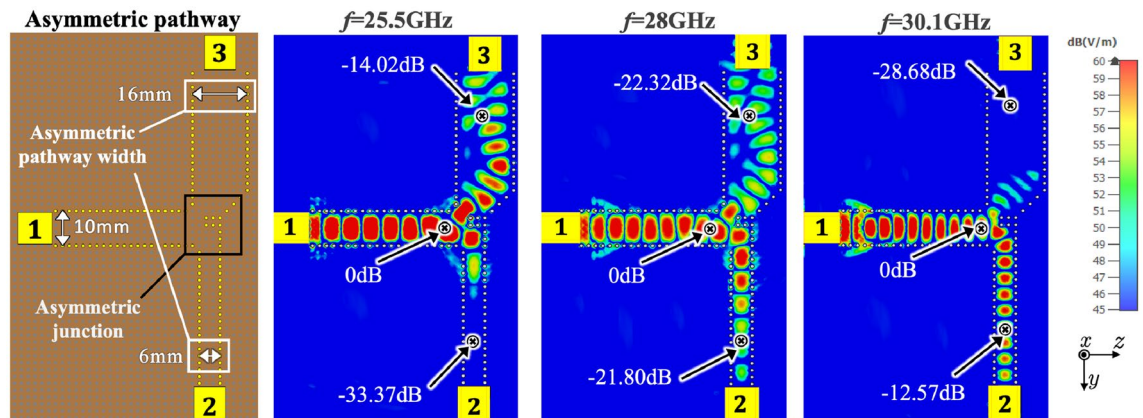 Asymmetric pathway
3
16mm
Asymmetric
pathway width
1
10mm
Asymmetric
junction
6mm
2
f=25.5GHz
3
-14.02dB
1
0dB
-33.37dB
2
f=28GHz
3
-22.32dB
1
0dB
-21.80dB
2
f=30.1GHz
3
-28.68dB
1
0dB
-12.57dB
2
dB(V/m)
60
59
58
57
56
55
54
53
52
51
50
49
48
47
46
45
x
z
y